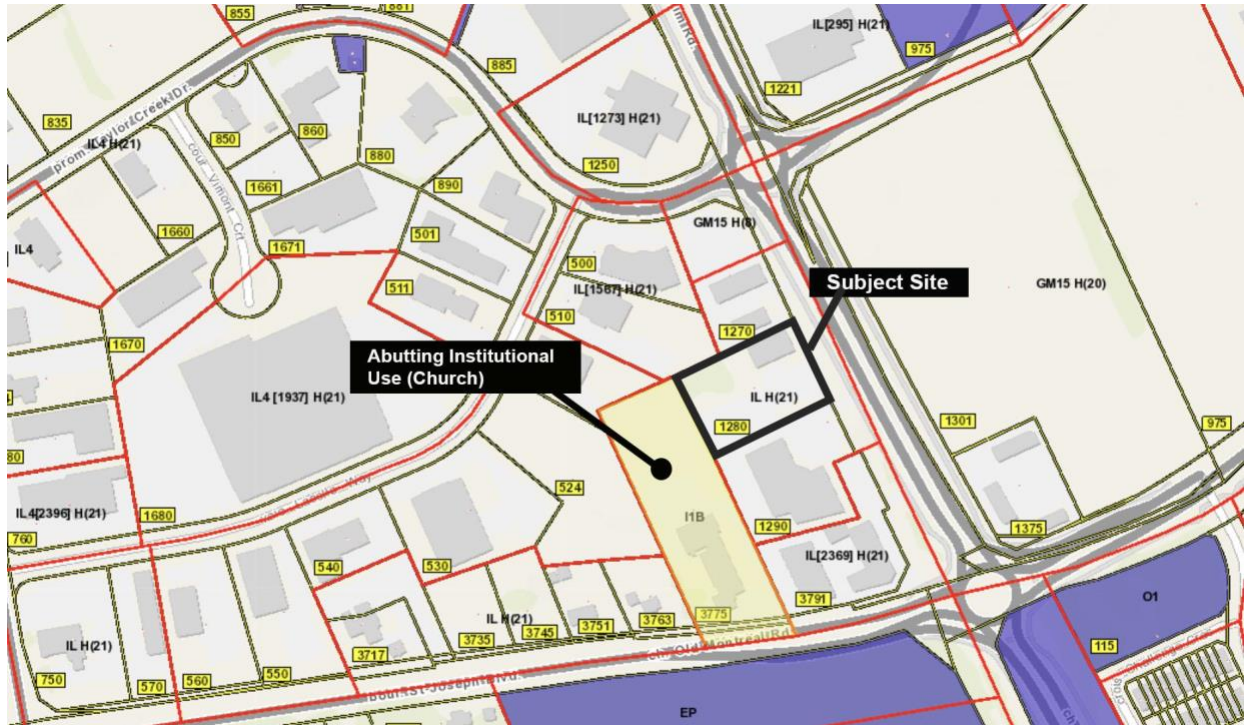 855
881
IL[295] H(21)
975
885
1221
835
850
860
IL[1273] H(21)
prom. Taylor Creek Dr.
IL4 H(21)
880
1250
cour Vimont Crt
1661
890
GM15 H(8)
1660
501
IL4
1671
500
Subject Site
GM15 H(20)
511
IL[1567] H(21)
510
1270
1670
Abutting Institutional
Use (Church)
IL4 [1937] H(21)
IL H(21)
1280
1301
975
80
524
I1B
IL4[2396] H(21)
1680
1290
1375
760
540
530
IL[2369] H(21)
IL H(21)
O1
3775
3791
3763
3751
3745
3735
IL H(21)
3717
115
750
570
560
550
EP